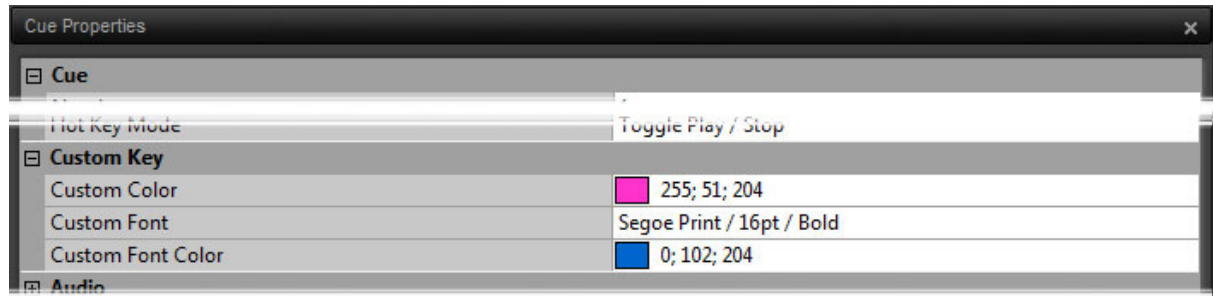 Cue Properties
Cue
Hot Key Mode Toggle Play / Stop
Custom Key
Custom Color 255; 51; 204
Custom Font Segoe Print / 16pt / Bold
Custom Font Color 0; 102; 204
Audio